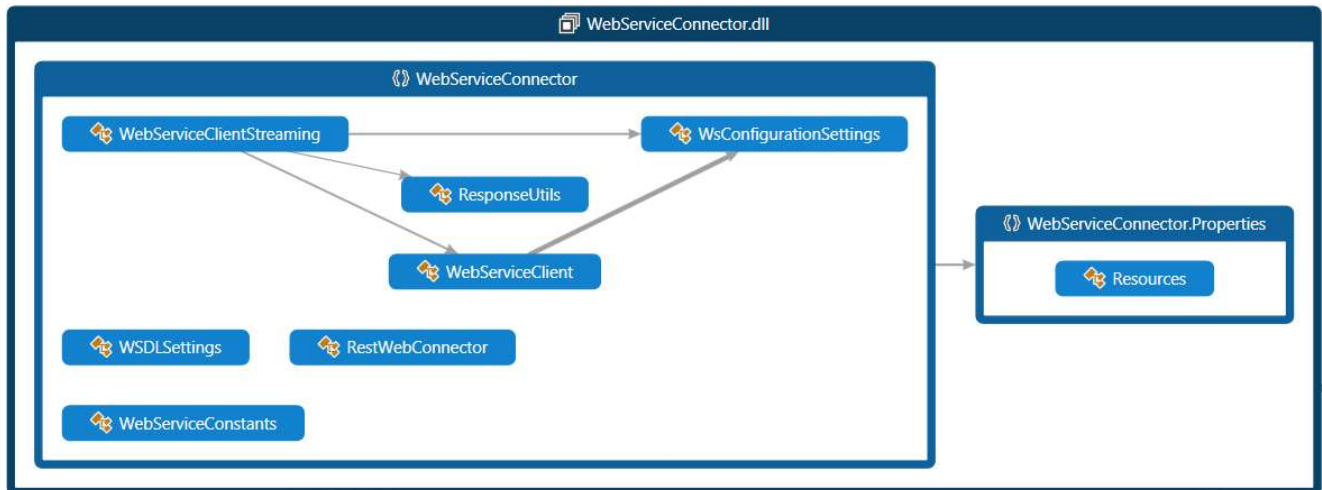 WebServiceConnector.dll
WebServiceConnector
WebServiceClientStreaming
WsConfigurationSettings
ResponseUtils
WebServiceClient
WSDLSettings
RestWebConnector
WebServiceConstants
WebServiceConnector.Properties
Resources